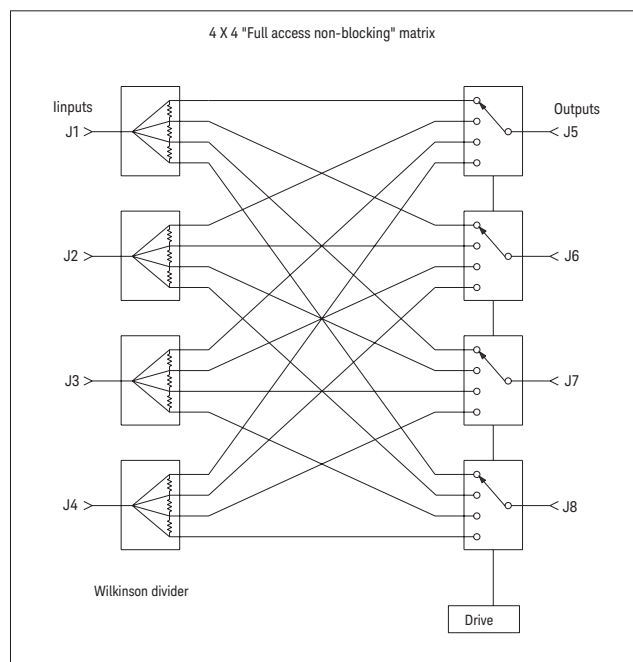 4 X 4 "Full access non-blocking" matrix
Iinputs
Outputs
J1
J5
J2
J6
J3
J7
J4
J8
Wilkinson divider
Drive